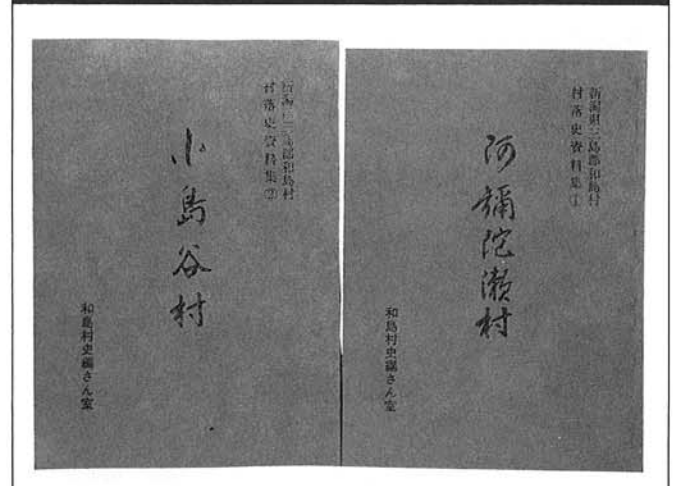 新潟県三島郡和島村
村落史資料集①
阿彌陀瀬村
和島村史編さん室
新潟県三島郡和島村
村落史資料集②
小島谷村
和島村史編さん室